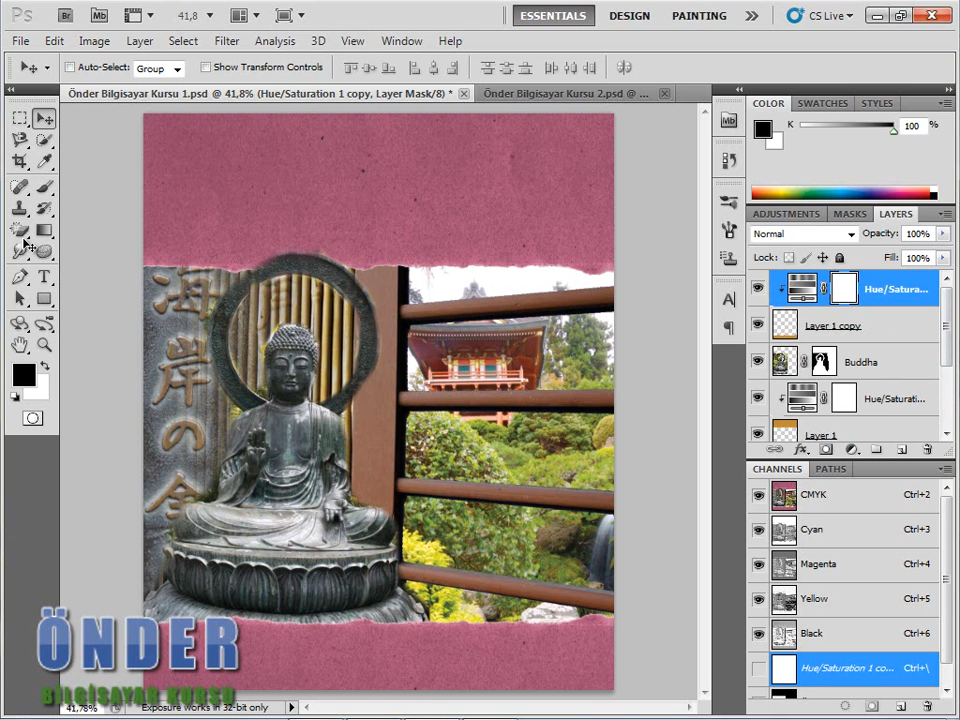 Ps Br Mb 41,8 ESSENTIALS DESIGN PAINTING CS Live
File Edit Image Layer Select Filter Analysis 3D View Window Help
Auto-Select: Group Show Transform Controls
Önder Bilgisayar Kursu 1.psd @ 41,8% (Hue/Saturation 1 copy, Layer Mask/8) *
Önder Bilgisayar Kursu 2.psd @ ...
COLOR SWATCHES STYLES
Mb
K 100 %
ADJUSTMENTS MASKS LAYERS
Normal Opacity: 100%
Lock: Fill: 100%
Hue/Satura...
Layer 1 copy
Buddha
Hue/Saturati...
Layer 1
CHANNELS PATHS
CMYK Ctrl+2
Cyan Ctrl+3
Magenta Ctrl+4
Yellow Ctrl+5
Black Ctrl+6
Hue/Saturation 1 co... Ctrl+\
海
岸
の
金
ÖNDER
BİLGİSAYAR KURSU
41,78% Exposure works in 32-bit only